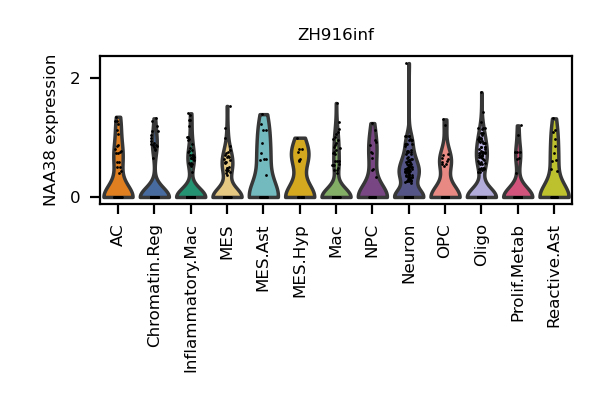 ZH916inf
NAA38 expression
2
0
AC
Chromatin.Reg
Inflammatory.Mac
MES
MES.Ast
MES.Hyp
Mac
NPC
Neuron
OPC
Oligo
Prolif.Metab
Reactive.Ast